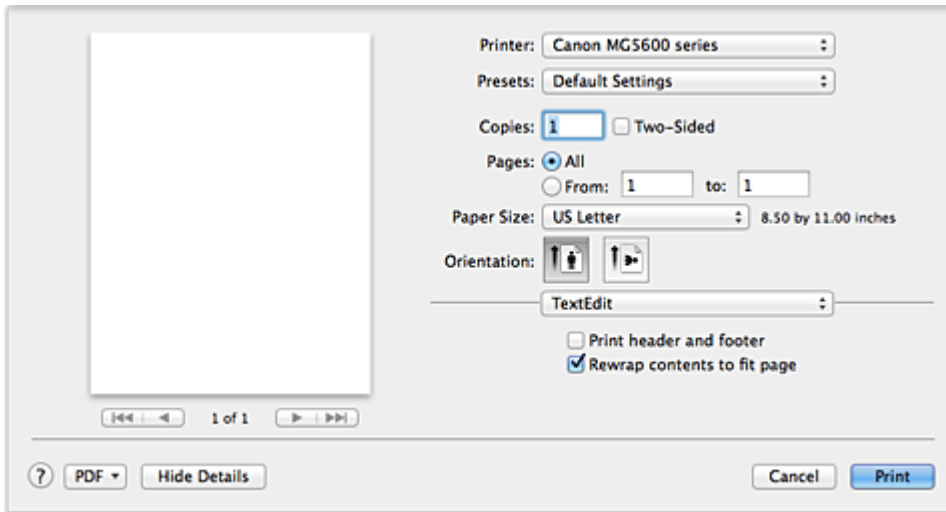 Printer: Canon MG5600 series
Presets: Default Settings
Copies: 1 Two-Sided
Pages: All
From: 1 to: 1
Paper Size: US Letter 8.50 by 11.00 inches
Orientation:
TextEdit
Print header and footer
Rewrap contents to fit page
1 of 1
? PDF Hide Details Cancel Print